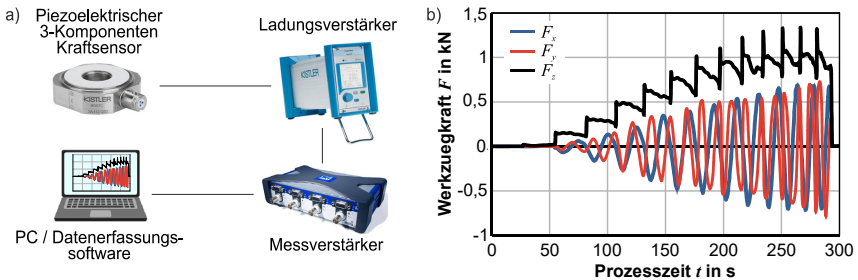 a)
Piezoelektrischer
3-Komponenten
Kraftsensor
Ladungsverstärker
KISTLER
KISTLER
PC / Datenerfassungs-
software
Messverstärker
b)
Werkzuegkraft F in kN
1,5
1
0,5
0
-0,5
-1
Fx
Fy
Fz
0 50 100 150 200 250 300
Prozesszeit t in s